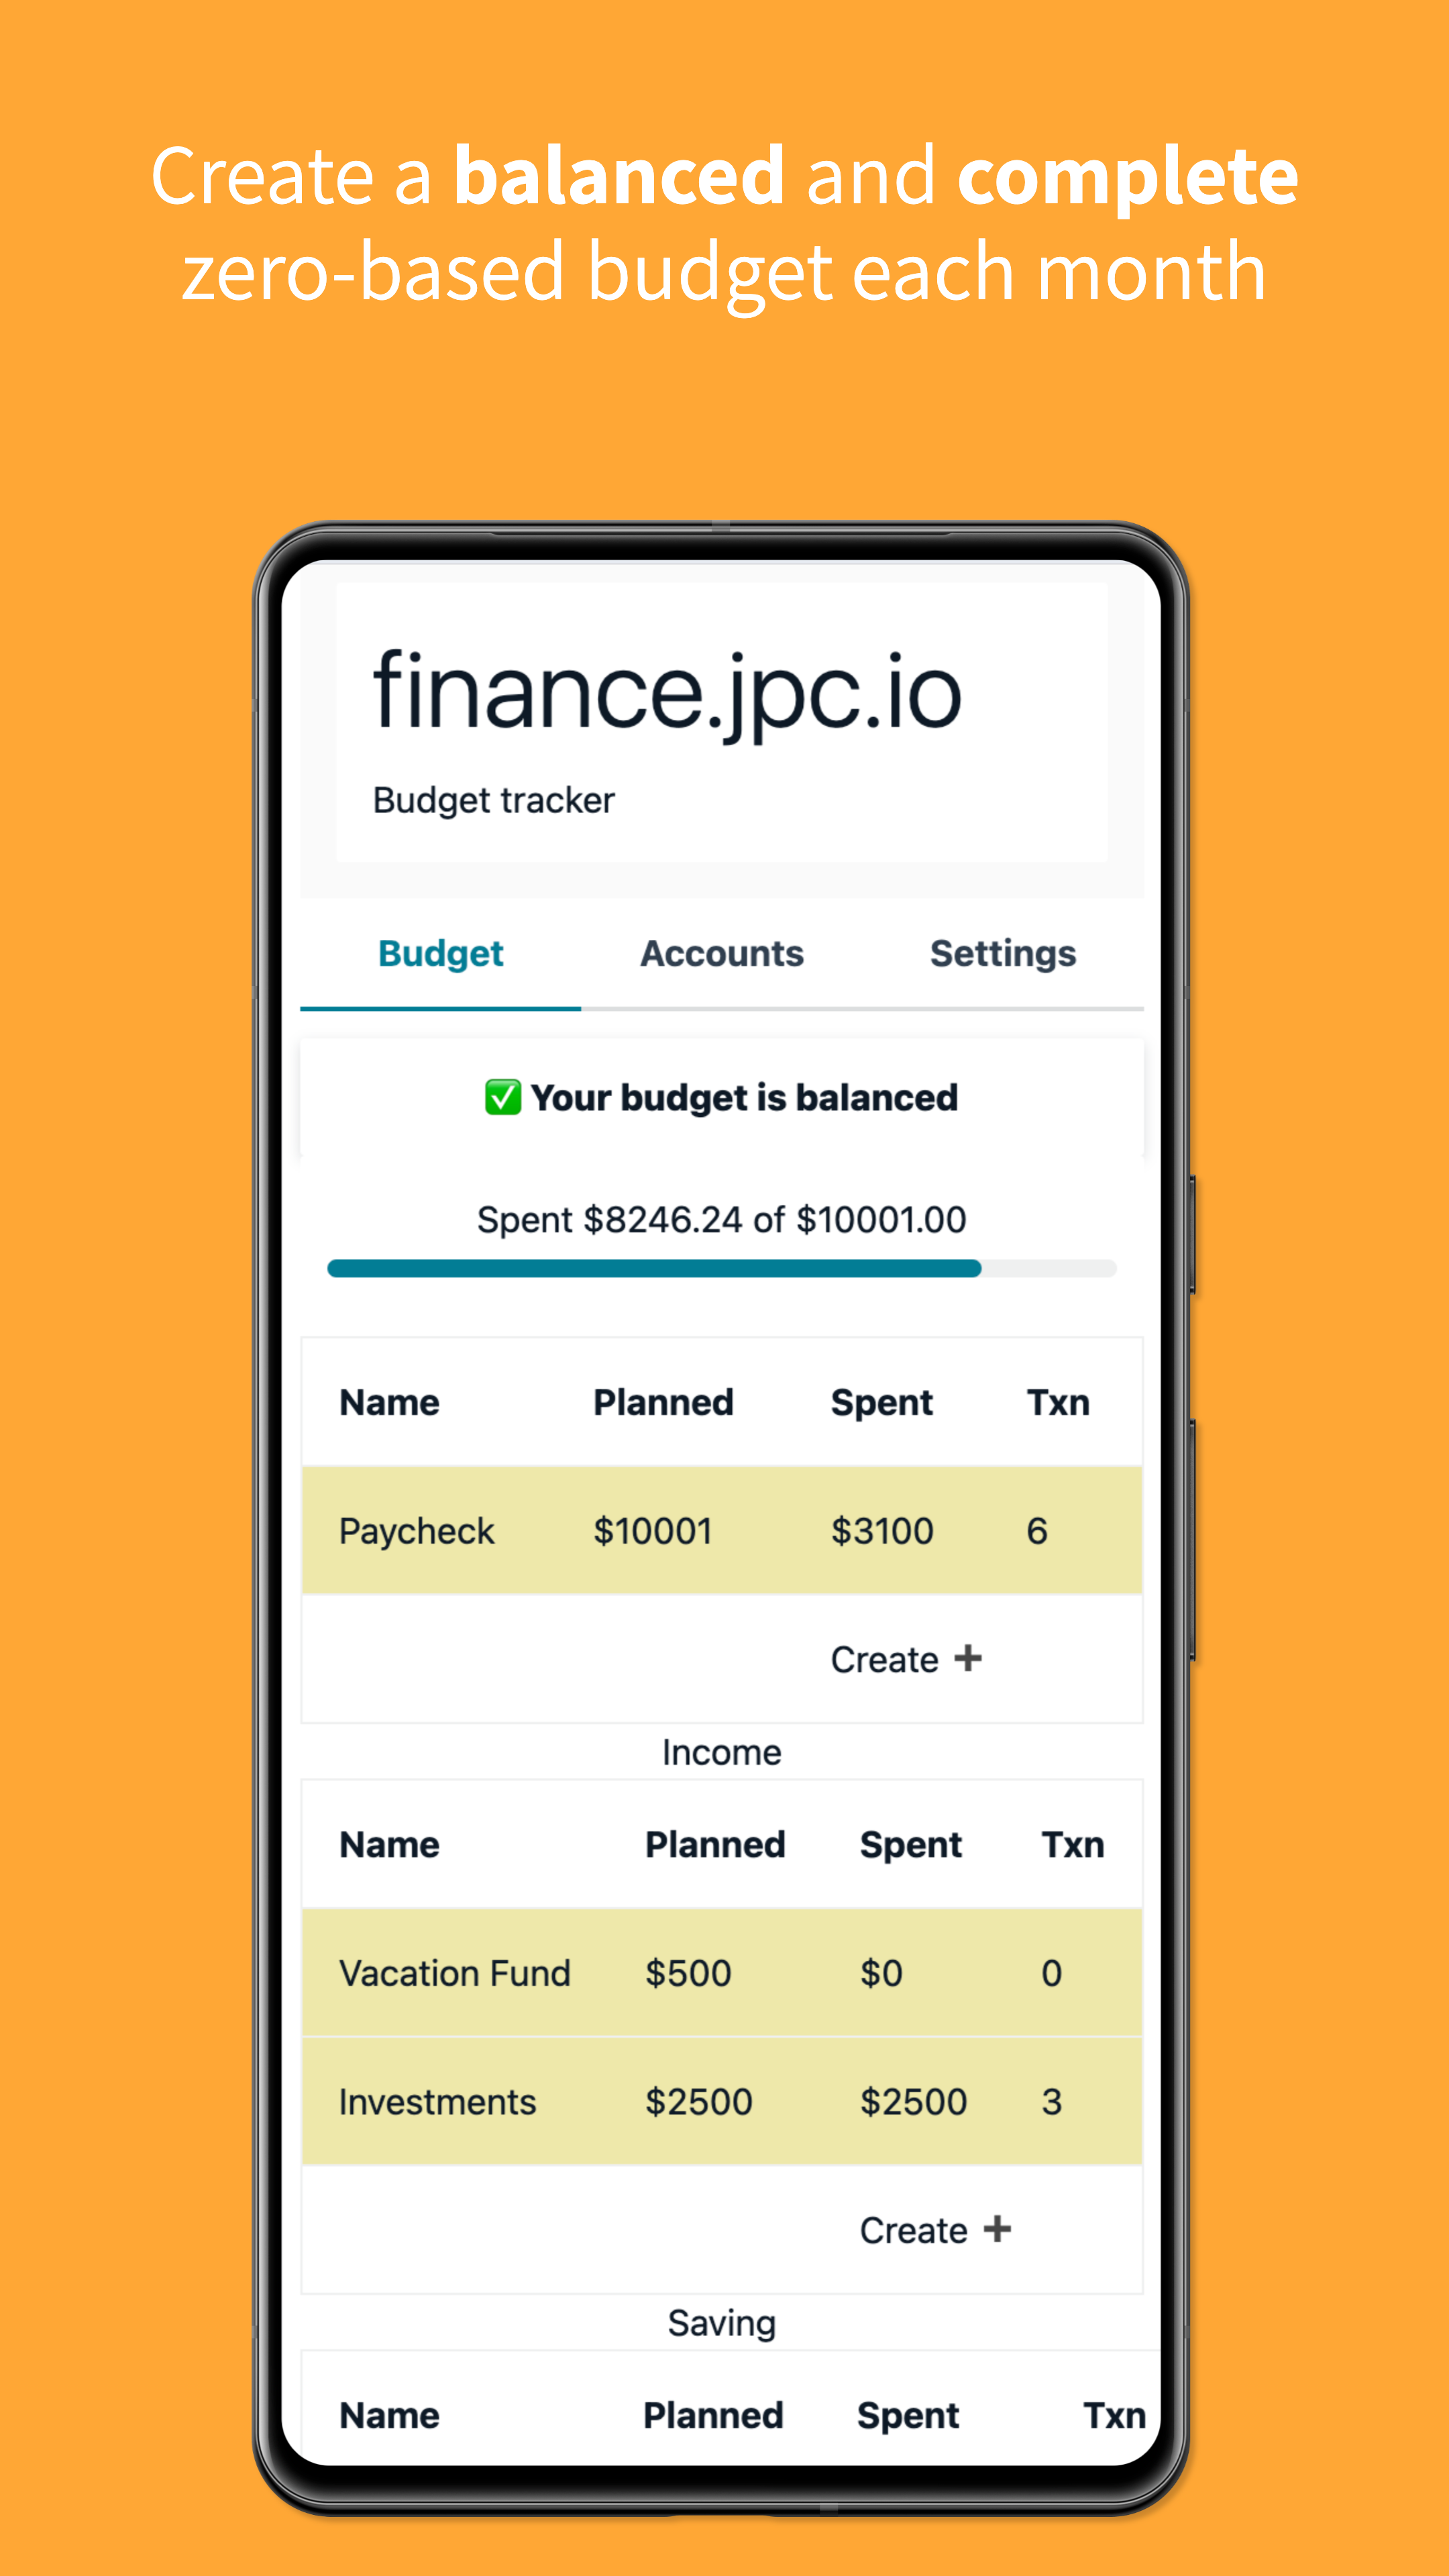 Create a balanced and complete
zero-based budget each month
finance.jpc.io
Budget tracker
Budget Accounts Settings
✅ Your budget is balanced
Spent $8246.24 of $10001.00
Name Planned Spent Txn
Paycheck $10001 $3100 6
Create +
Income
Name Planned Spent Txn
Vacation Fund $500 $0 0
Investments $2500 $2500 3
Create +
Saving
Name Planned Spent Txn